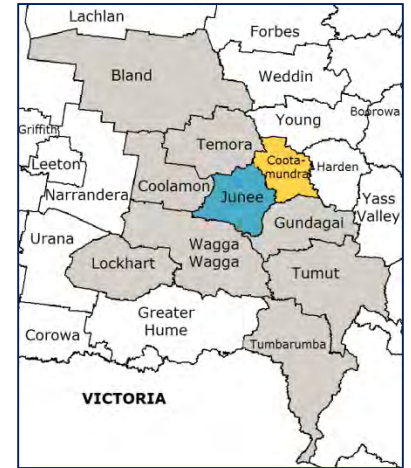 Lachlan
Forbes
Bland
Weddin
Young
Boorowa
Griffith
Temora
Coota-
mundra
Leeton
Harden
Coolamon
Junee
Narrandera
Yass
Valley
Gundagai
Urana
Wagga
Wagga
Lockhart
Tumut
Greater
Hume
Corowa
Tumbarumba
VICTORIA